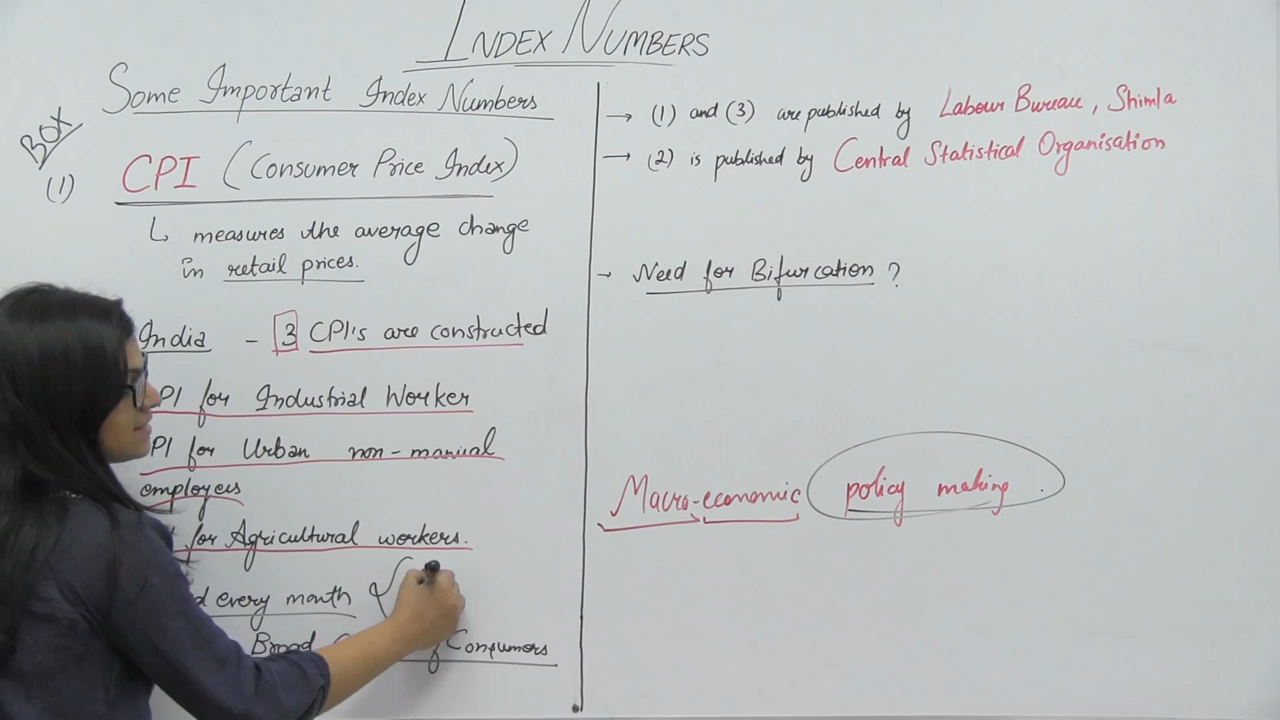 INDEX NUMBERS
Some Important Index Numbers
BOX
(1) CPI (Consumer Price Index)
↳ measures the average change
in retail prices.
India - 3 CPI's are constructed
PI for Industrial Worker
PI for Urban non-manual
employees
for Agricultural workers.
every month
Broad of Consumers
→ (1) and (3) are published by Labour Bureau, Shimla
→ (2) is published by Central Statistical Organisation
→ Need for Bifurcation ?
Macro-economic policy making .